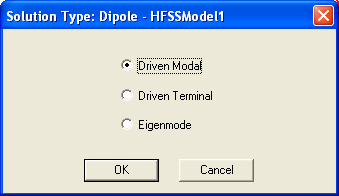 Solution Type: Dipole - HFSSModel1
Driven Modal
Driven Terminal
Eigenmode
OK Cancel